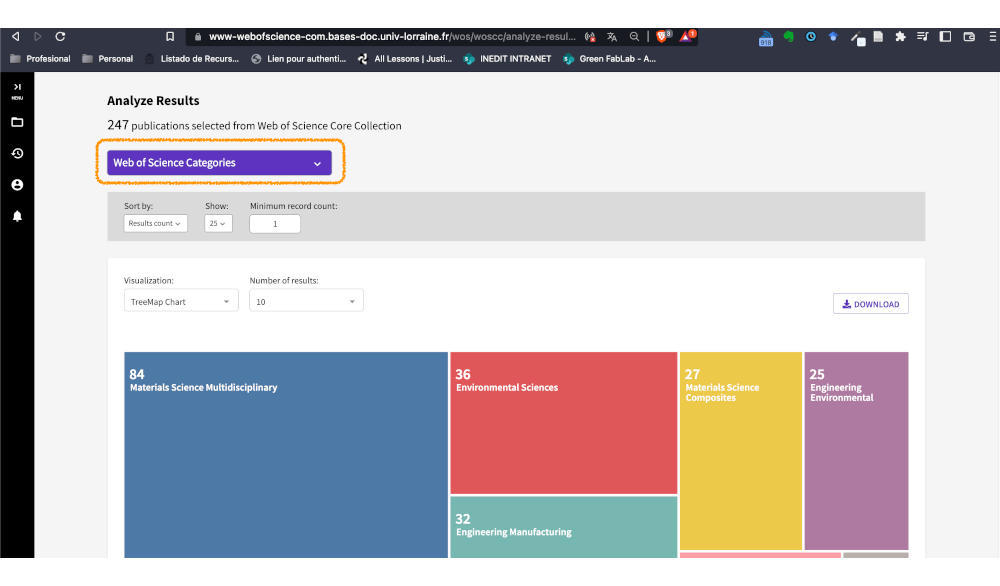 www-webofscience-com.bases-doc.univ-lorraine.fr/wos/woscc/analyze-resul...
3
1
918
Profesional
Personal
Listado de Recurs...
Lien pour authenti...
All Lessons | Justi...
INEDIT INTRANET
Green FabLab - A...
MENU
Analyze Results
247 publications selected from Web of Science Core Collection
Web of Science Categories
Sort by:
Show:
Minimum record count:
Results count
25
1
Visualization:
Number of results:
TreeMap Chart
10
DOWNLOAD
84
Materials Science Multidisciplinary
36
Environmental Sciences
27
Materials Science
Composites
25
Engineering
Environmental
32
Engineering Manufacturing